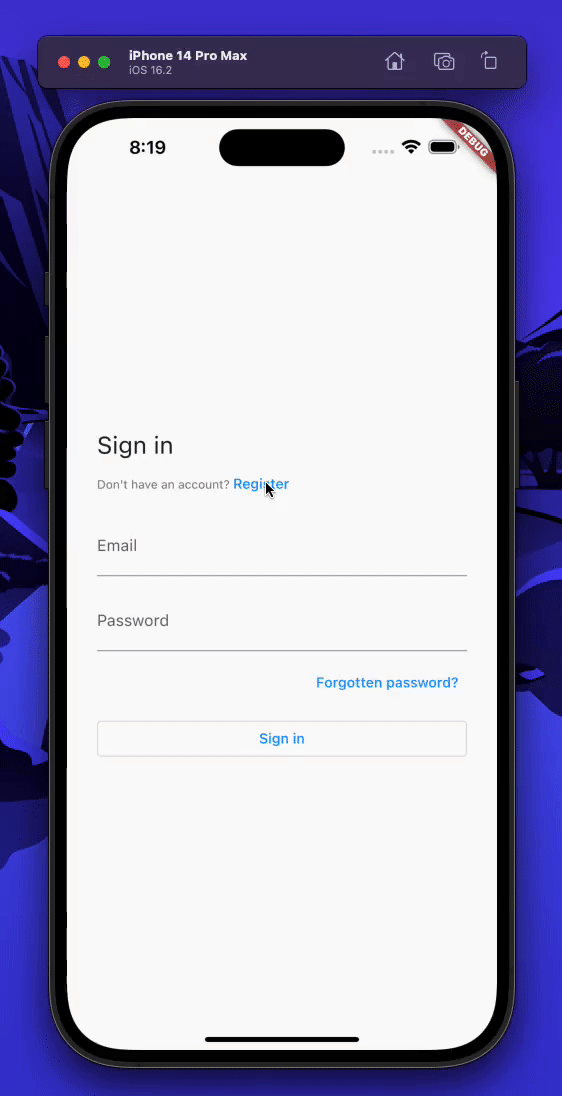 iPhone 14 Pro Max
iOS 16.2
8:19
DEBUG
Sign in
Don't have an account? Register
Email
Password
Forgotten password?
Sign in